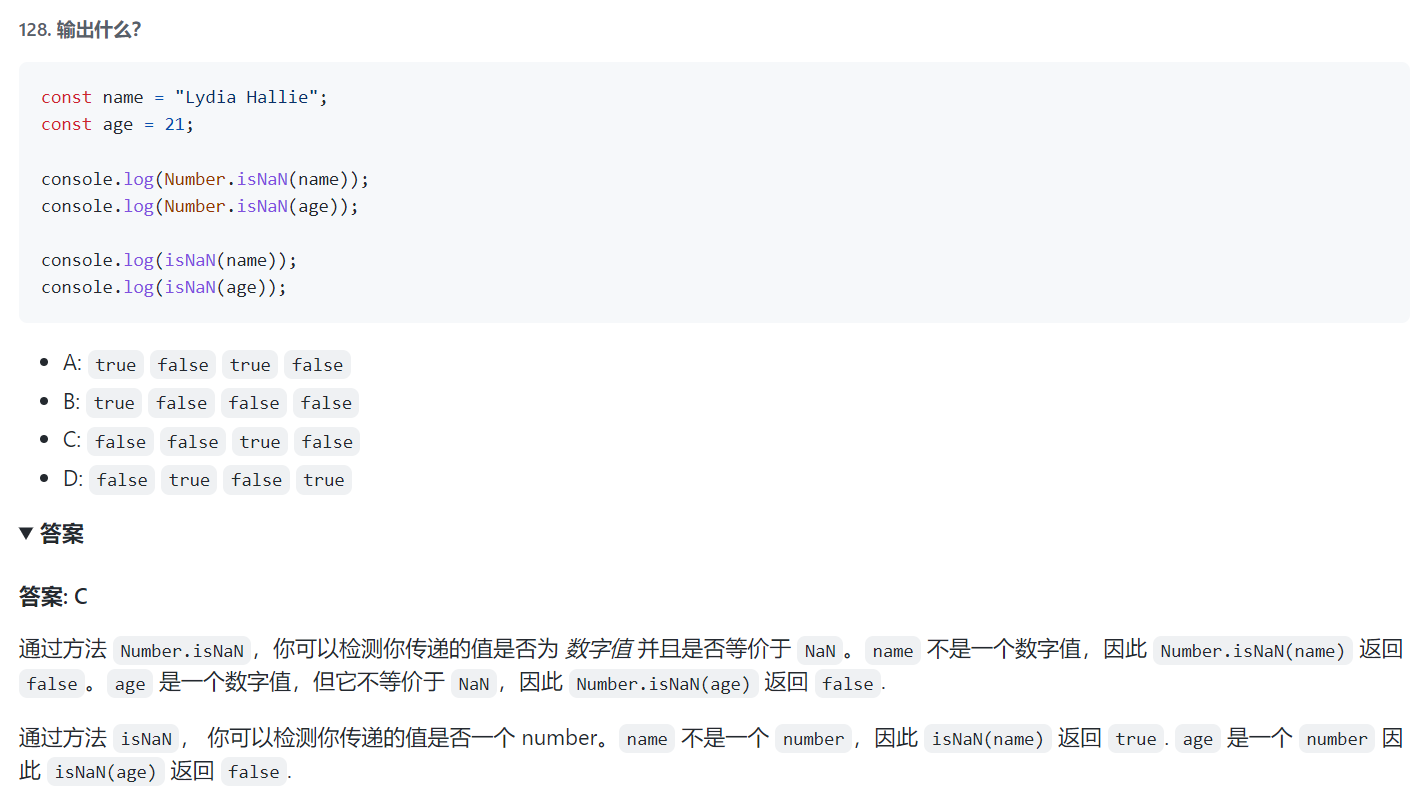 128. 输出什么?
const name = "Lydia Hallie";
const age = 21;
console.log(Number.isNaN(name));
console.log(Number.isNaN(age));
console.log(isNaN(name));
console.log(isNaN(age));
A: true false true false
B: true false false false
C: false false true false
D: false true false true
▼ 答案
答案: C
通过方法 Number.isNaN ，你可以检测你传递的值是否为 数字值 并且是否等价于 NaN 。 name 不是一个数字值，因此 Number.isNaN(name) 返回
false 。 age 是一个数字值，但它不等价于 NaN ，因此 Number.isNaN(age) 返回 false .
通过方法 isNaN ， 你可以检测你传递的值是否一个 number。 name 不是一个 number ，因此 isNaN(name) 返回 true . age 是一个 number 因
此 isNaN(age) 返回 false .